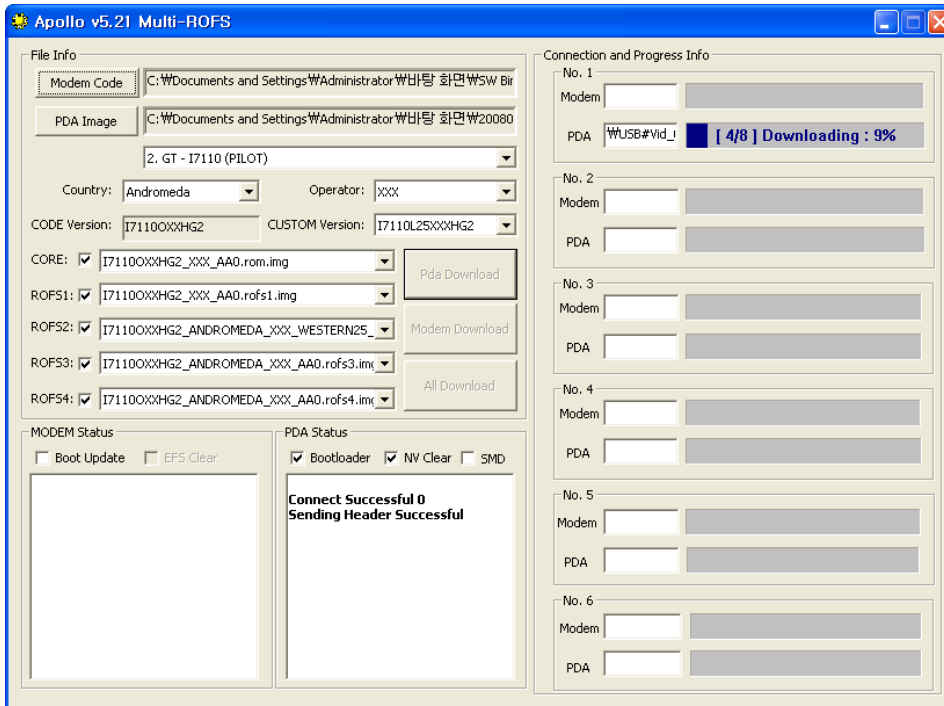 Apollo v5.21 Multi-ROFS
File Info
Modem Code C:₩Documents and Settings₩Administrator₩바탕 화면₩SW Bir
PDA Image C:₩Documents and Settings₩Administrator₩바탕 화면₩20080
2. GT - I7110 (PILOT)
Country: Andromeda Operator: XXX
CODE Version: I7110OXXHG2 CUSTOM Version: I7110L25XXXHG2
CORE: I7110OXXHG2_XXX_AA0.rom.img
ROFS1: I7110OXXHG2_XXX_AA0.rofs1.img
ROFS2: I7110OXXHG2_ANDROMEDA_XXX_WESTERN25_
ROFS3: I7110OXXHG2_ANDROMEDA_XXX_AA0.rofs3.img
ROFS4: I7110OXXHG2_ANDROMEDA_XXX_AA0.rofs4.img
Pda Download
Modem Download
All Download
MODEM Status
Boot Update EFS Clear
PDA Status
Bootloader NV Clear SMD
Connect Successful 0
Sending Header Successful
Connection and Progress Info
No. 1
Modem
PDA ₩USB#Vid_ [ 4/8 ] Downloading : 9%
No. 2
Modem
PDA
No. 3
Modem
PDA
No. 4
Modem
PDA
No. 5
Modem
PDA
No. 6
Modem
PDA